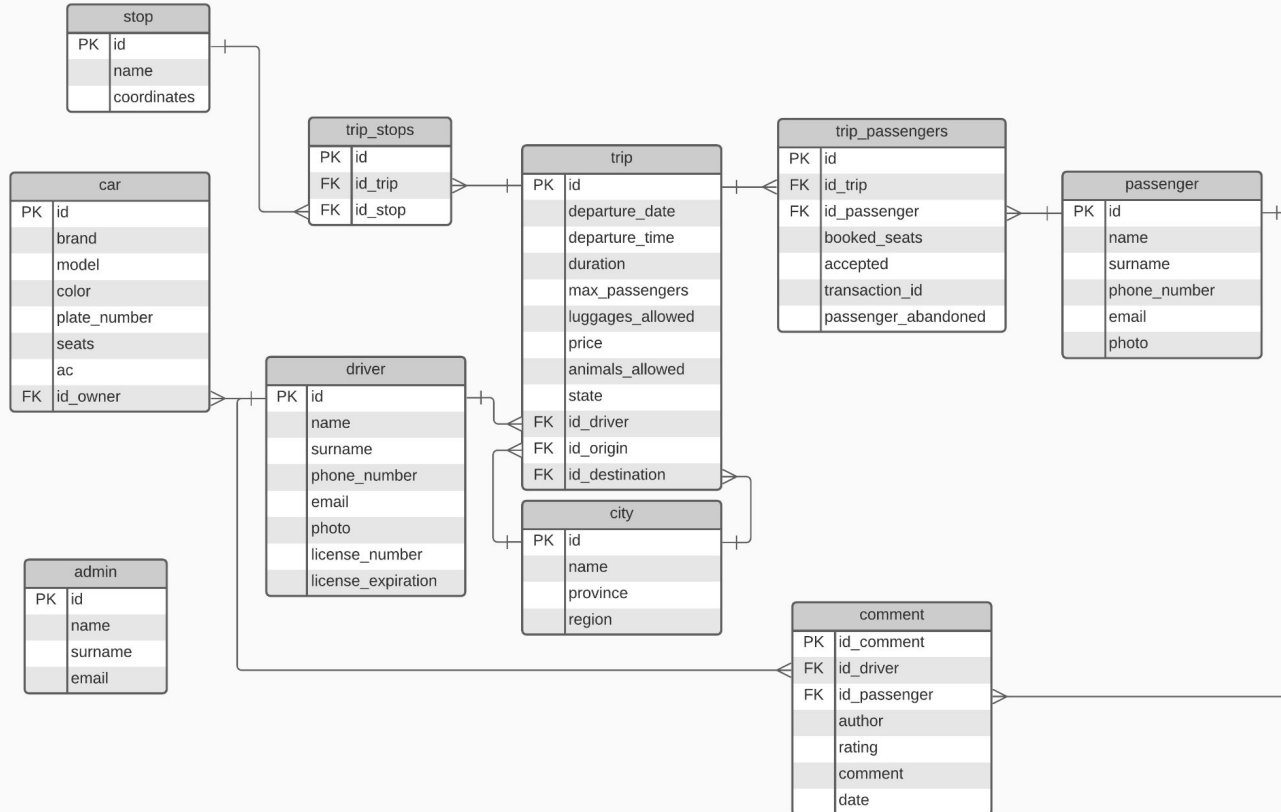 stop
PK id
name
coordinates
trip_stops
PK id
FK id_trip
FK id_stop
car
PK id
brand
model
color
plate_number
seats
ac
FK id_owner
driver
PK id
name
surname
phone_number
email
photo
license_number
license_expiration
trip
PK id
departure_date
departure_time
duration
max_passengers
luggages_allowed
price
animals_allowed
state
FK id_driver
FK id_origin
FK id_destination
trip_passengers
PK id
FK id_trip
FK id_passenger
booked_seats
accepted
transaction_id
passenger_abandoned
passenger
PK id
name
surname
phone_number
email
photo
city
PK id
name
province
region
admin
PK id
name
surname
email
comment
PK id_comment
FK id_driver
FK id_passenger
author
rating
comment
date